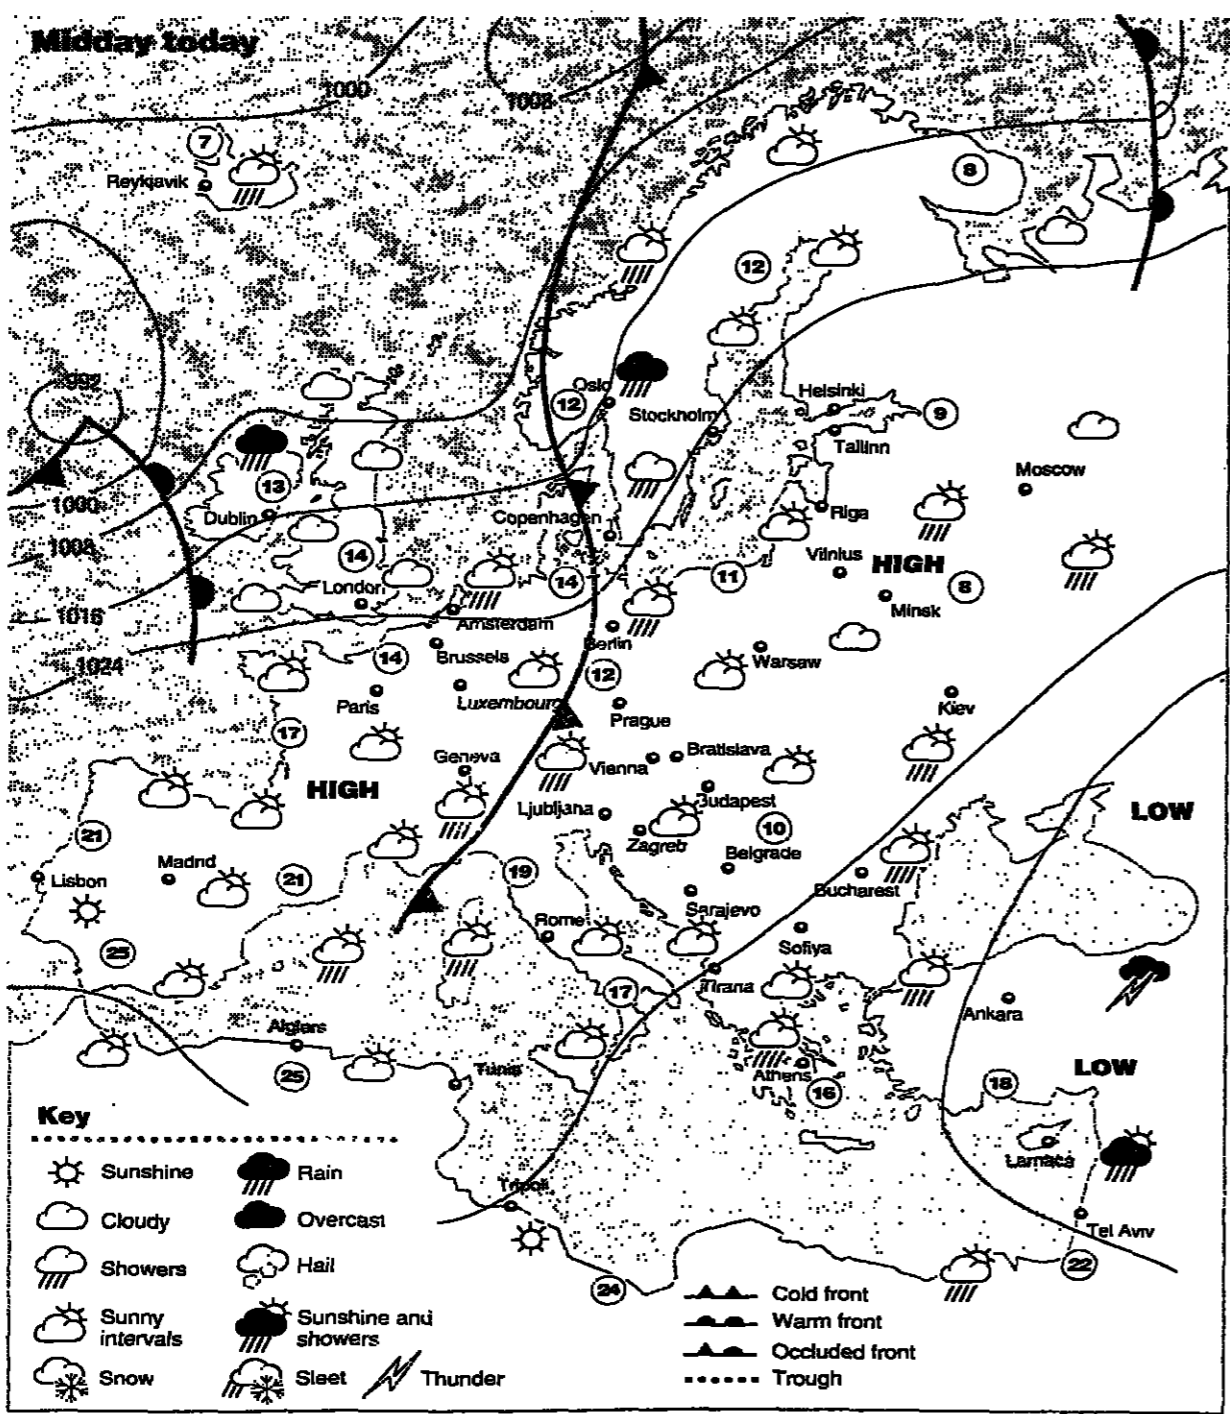 Midday today
1000
1008
7
Reykjavik
8
12
992
Oslo
12
Stockholm
Helsinki
9
Tallinn
Moscow
13
1000
Dublin
Copenhagen
Riga
1008
14
14
11
Vilnius
HIGH
8
London
Minsk
1016
Amsterdam
Berlin
Brussels
Warsaw
1024
14
12
Paris
Luxembourg
Prague
Kiev
17
Geneva
Vienna
Bratislava
HIGH
Ljubljana
Budapest
LOW
21
Zagreb
10
Belgrade
Madrid
Lisbon
21
19
Bucharest
Sarajevo
Rome
Sofiya
25
Tirana
17
Ankara
Algiers
LOW
25
Tunis
Athens
16
18
Key
Larnaca
Tripoli
Tel Aviv
22
24
Sunshine
Rain
Cloudy
Overcast
Showers
Hail
Sunny
intervals
Sunshine and
showers
Snow
Sleet
Thunder
Cold front
Warm front
Occluded front
Trough